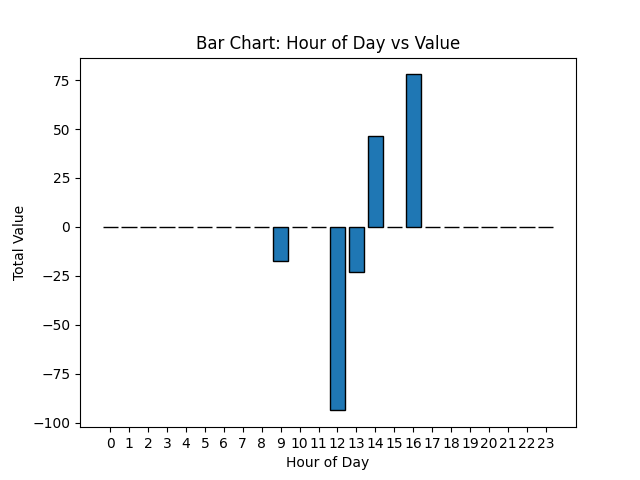 Bar Chart: Hour of Day vs Value
Total Value
75
50
25
0
−25
−50
−75
−100
0 1 2 3 4 5 6 7 8 9 10 11 12 13 14 15 16 17 18 19 20 21 22 23
Hour of Day